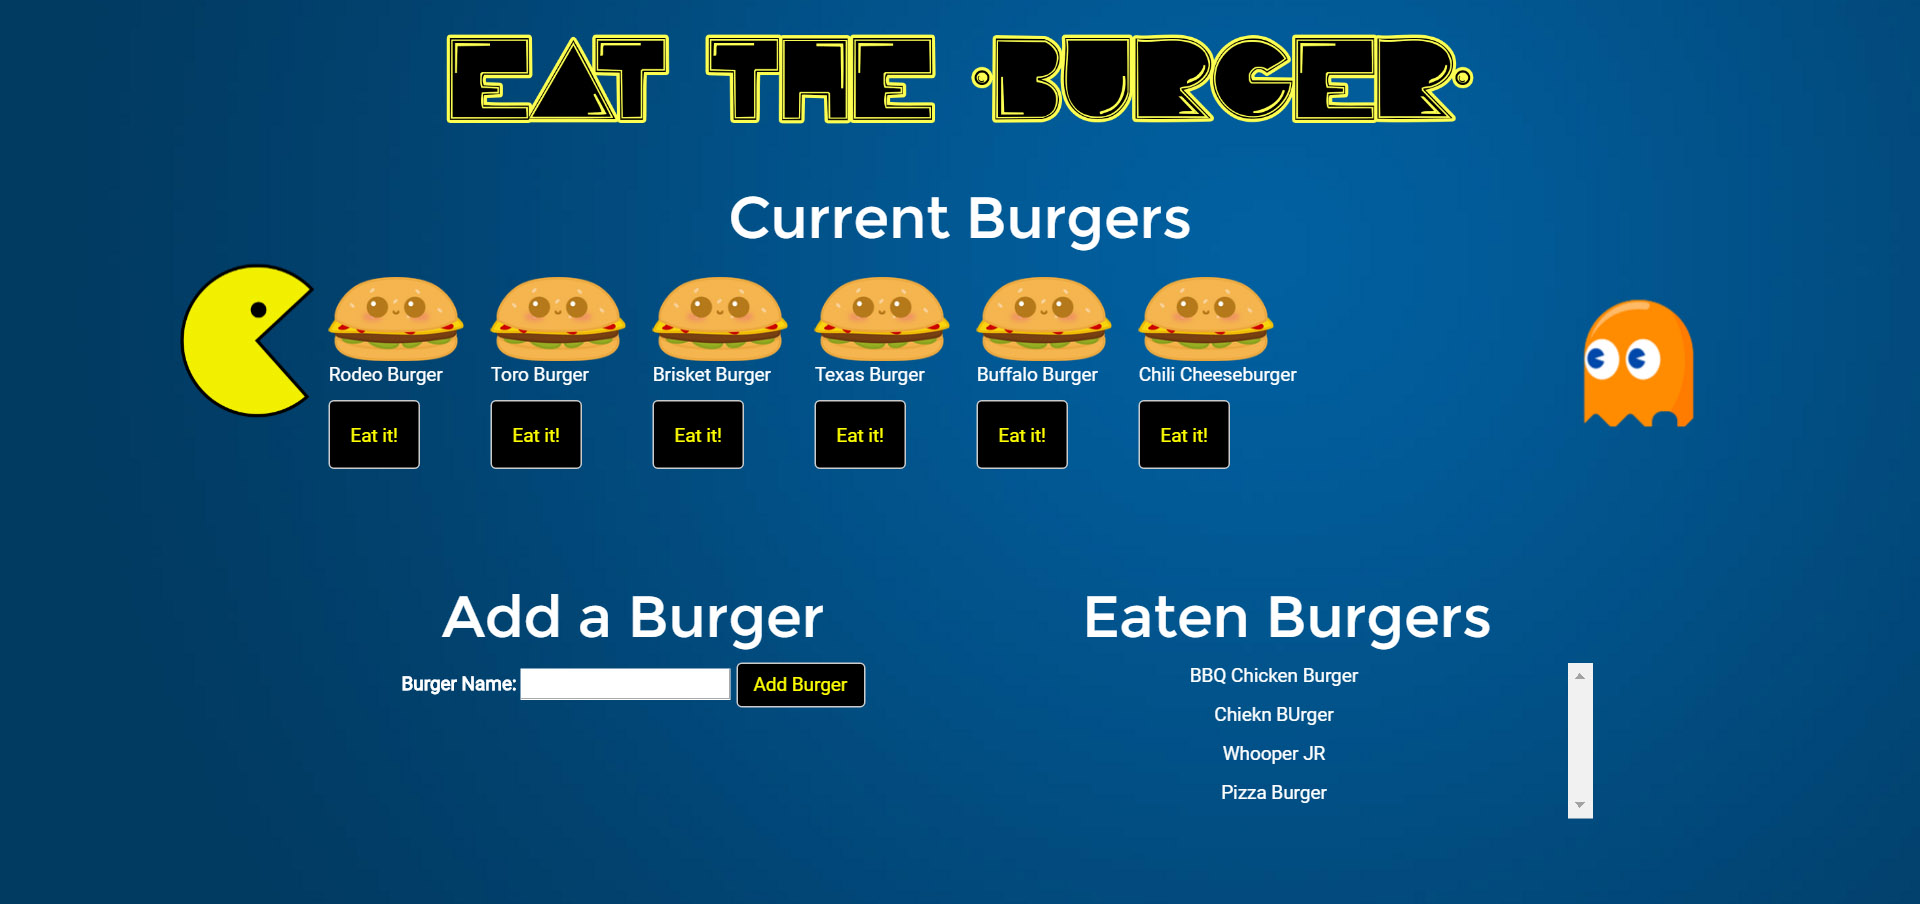 EAT THE BURGER
Current Burgers
Rodeo Burger
Toro Burger
Brisket Burger
Texas Burger
Buffalo Burger
Chili Cheeseburger
Eat it!
Eat it!
Eat it!
Eat it!
Eat it!
Eat it!
Add a Burger
Burger Name:
Add Burger
Eaten Burgers
BBQ Chicken Burger
Chiekn BUrger
Whooper JR
Pizza Burger